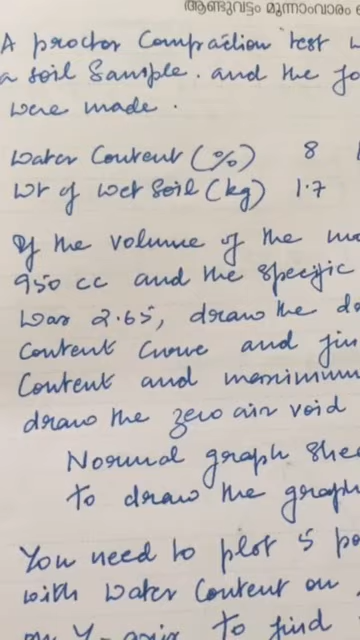 ആണ്ടുവട്ടം മൂന്നാംവാരം
A proctor Compraction test
a soil Sample. and the
were made.
Water Content (%) 8
Wt of Wet Soil (kg) 1.7
If the volume of the
950 cc and the specific
was 2.65, draw the
Content Curve and
Content and maximum
draw the zero air void
Normal graph
to draw the graph
You need to plot 5
with Water Content on
on Y-axis. To find